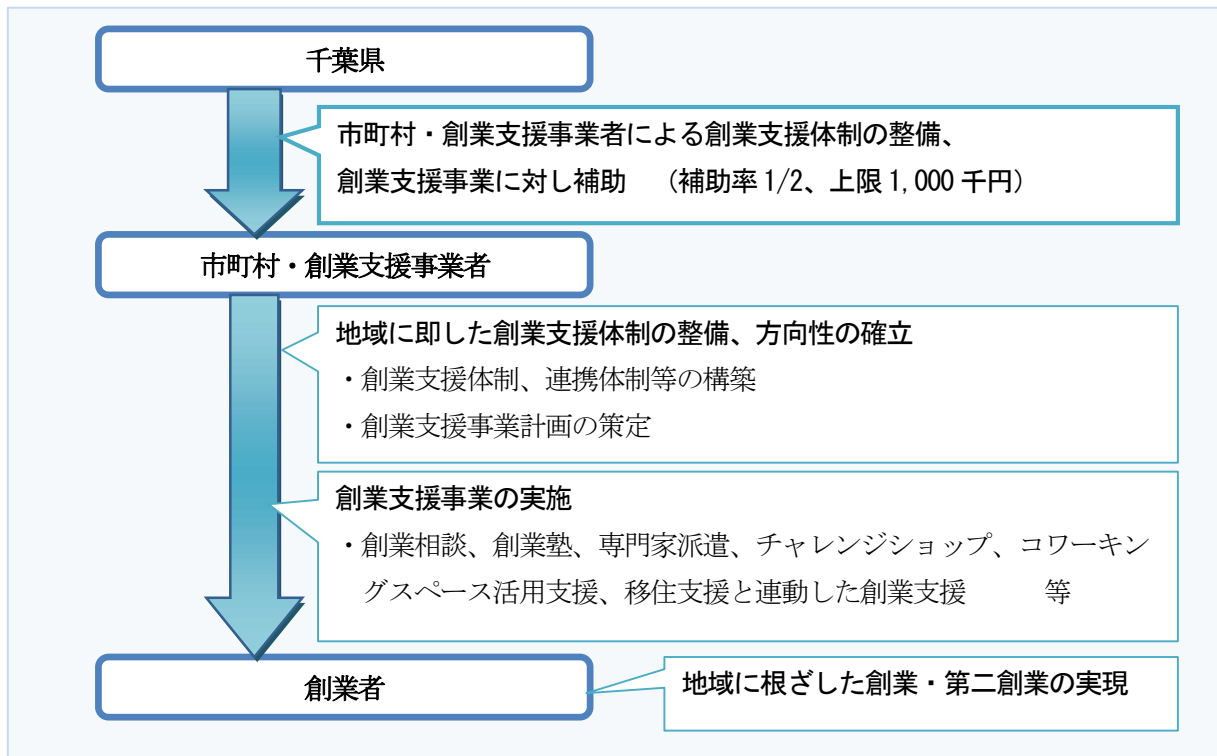 千葉県
市町村・創業支援事業者による創業支援体制の整備、
創業支援事業に対し補助　（補助率 1/2、上限 1,000 千円）
市町村・創業支援事業者
地域に即した創業支援体制の整備、方向性の確立
・創業支援体制、連携体制等の構築
・創業支援事業計画の策定
創業支援事業の実施
・創業相談、創業塾、専門家派遣、チャレンジショップ、コワーキン
グスペース活用支援、移住支援と連動した創業支援　　　等
創業者
地域に根ざした創業・第二創業の実現